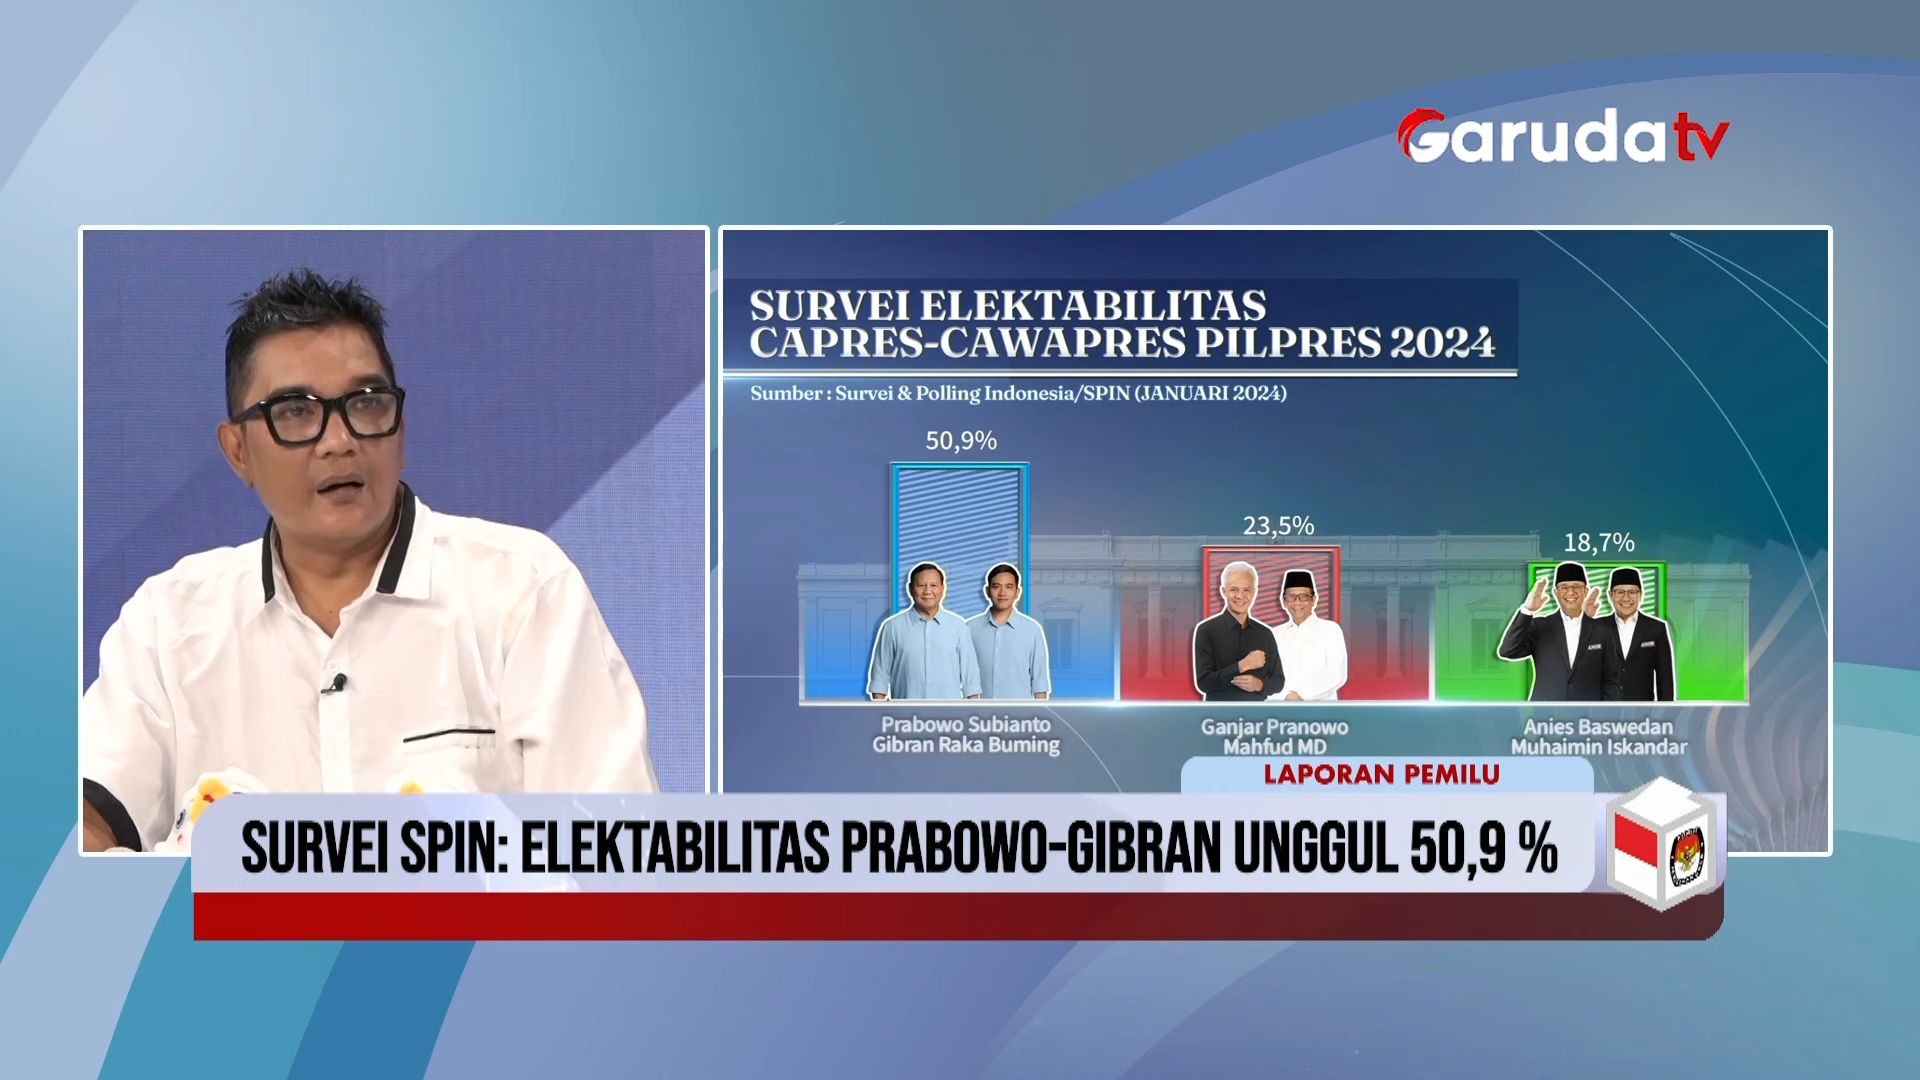 Garudatv
SURVEI ELEKTABILITAS
CAPRES-CAWAPRES PILPRES 2024
Sumber : Survei & Polling Indonesia/SPIN (JANUARI 2024)
50,9%
23,5%
18,7%
Prabowo Subianto
Gibran Raka Buming
Ganjar Pranowo
Mahfud MD
Anies Baswedan
Muhaimin Iskandar
LAPORAN PEMILU
SURVEI SPIN: ELEKTABILITAS PRABOWO-GIBRAN UNGGUL 50,9 %